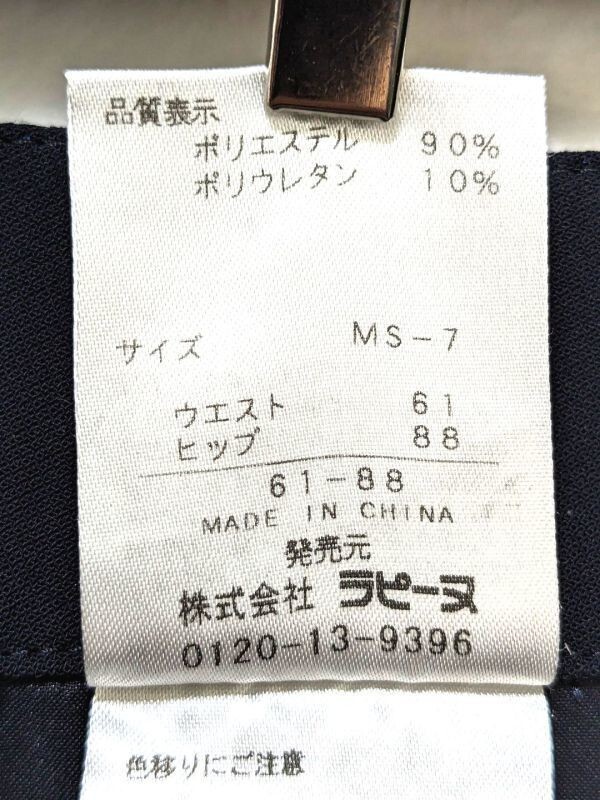 品質表示
ポリエステル 90%
ポリウレタン 10%
サイズ MS-7
ウエスト 61
ヒップ 88
61-88
MADE IN CHINA
発売元
株式会社 ラピーヌ
0120-13-9396
色移りにご注意